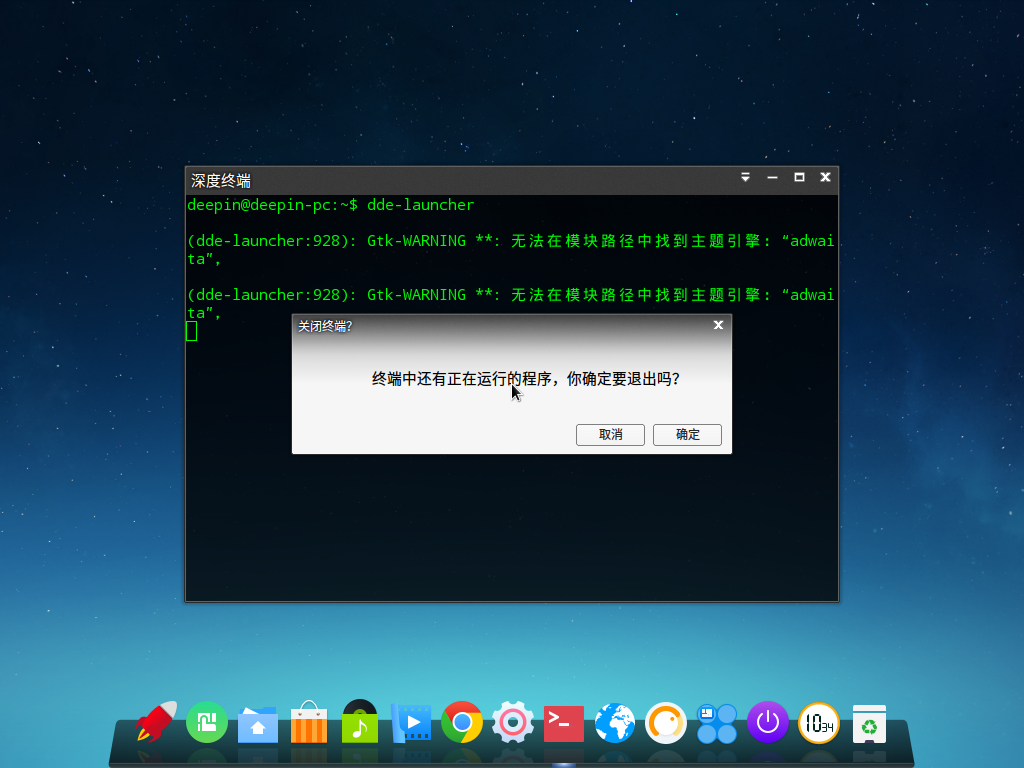 深度终端
deepin@deepin-pc:~$ dde-launcher
(dde-launcher:928): Gtk-WARNING **: 无法在模块路径中找到主题引擎:“adwai
ta”,
(dde-launcher:928): Gtk-WARNING **: 无法在模块路径中找到主题引擎:“adwai
ta”,
关闭终端?
终端中还有正在运行的程序，你确定要退出吗?
取消 确定
>_
10 34